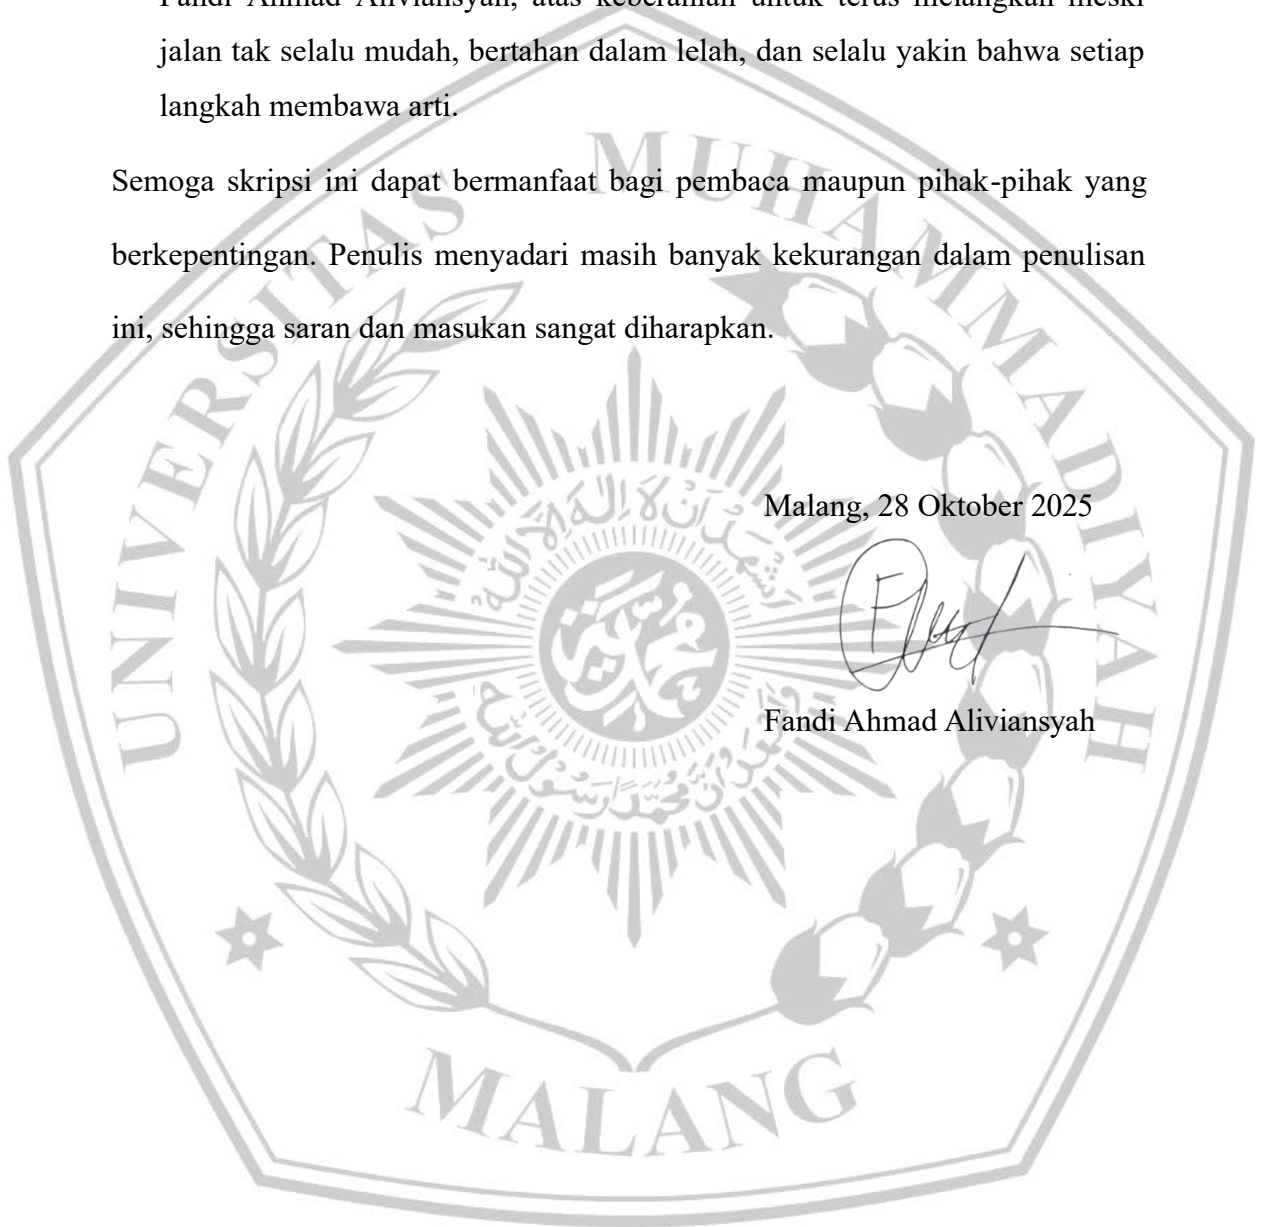 Fandi Ahmad Aliviansyah, atas keberanian untuk terus melangkah meski
jalan tak selalu mudah, bertahan dalam lelah, dan selalu yakin bahwa setiap
langkah membawa arti.
Semoga skripsi ini dapat bermanfaat bagi pembaca maupun pihak-pihak yang
berkepentingan. Penulis menyadari masih banyak kekurangan dalam penulisan
ini, sehingga saran dan masukan sangat diharapkan.
Malang, 28 Oktober 2025
Fandi Ahmad Aliviansyah
UNIVERSITAS MUHAMMADIYAH
MALANG